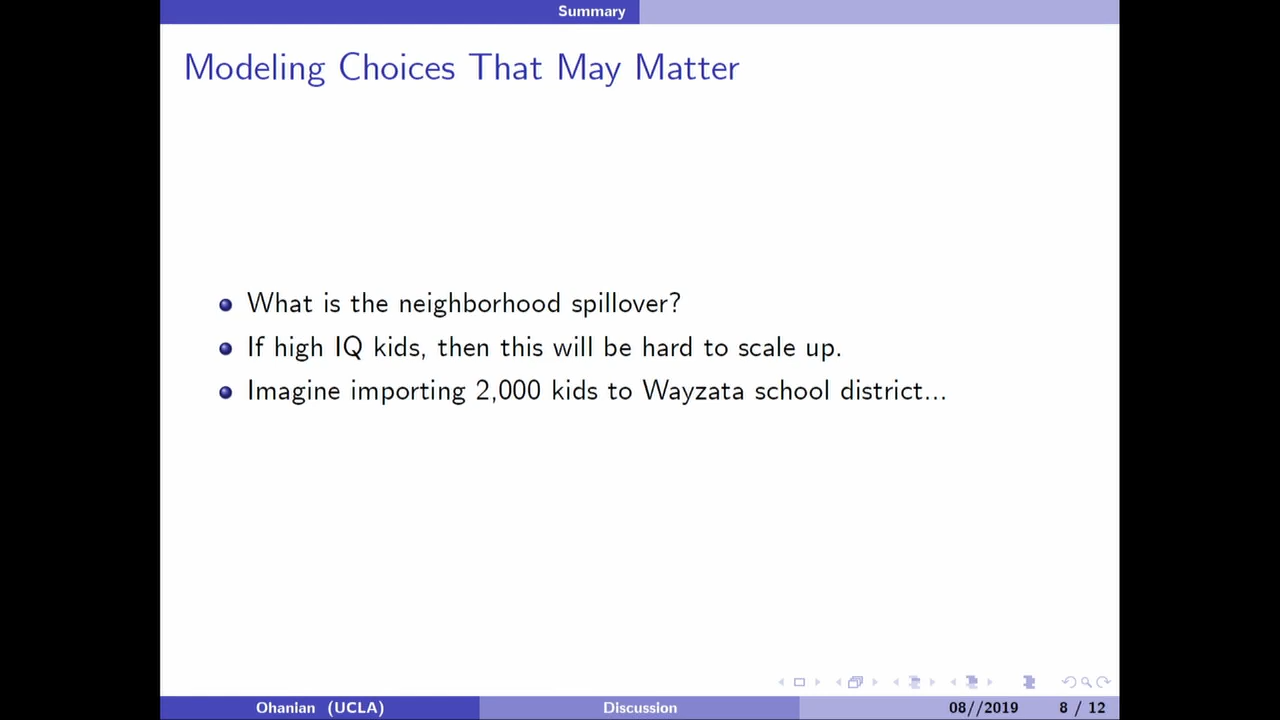 Summary
Modeling Choices That May Matter
What is the neighborhood spillover?
If high IQ kids, then this will be hard to scale up.
Imagine importing 2,000 kids to Wayzata school district...
Ohanian (UCLA) Discussion 08//2019 8 / 12